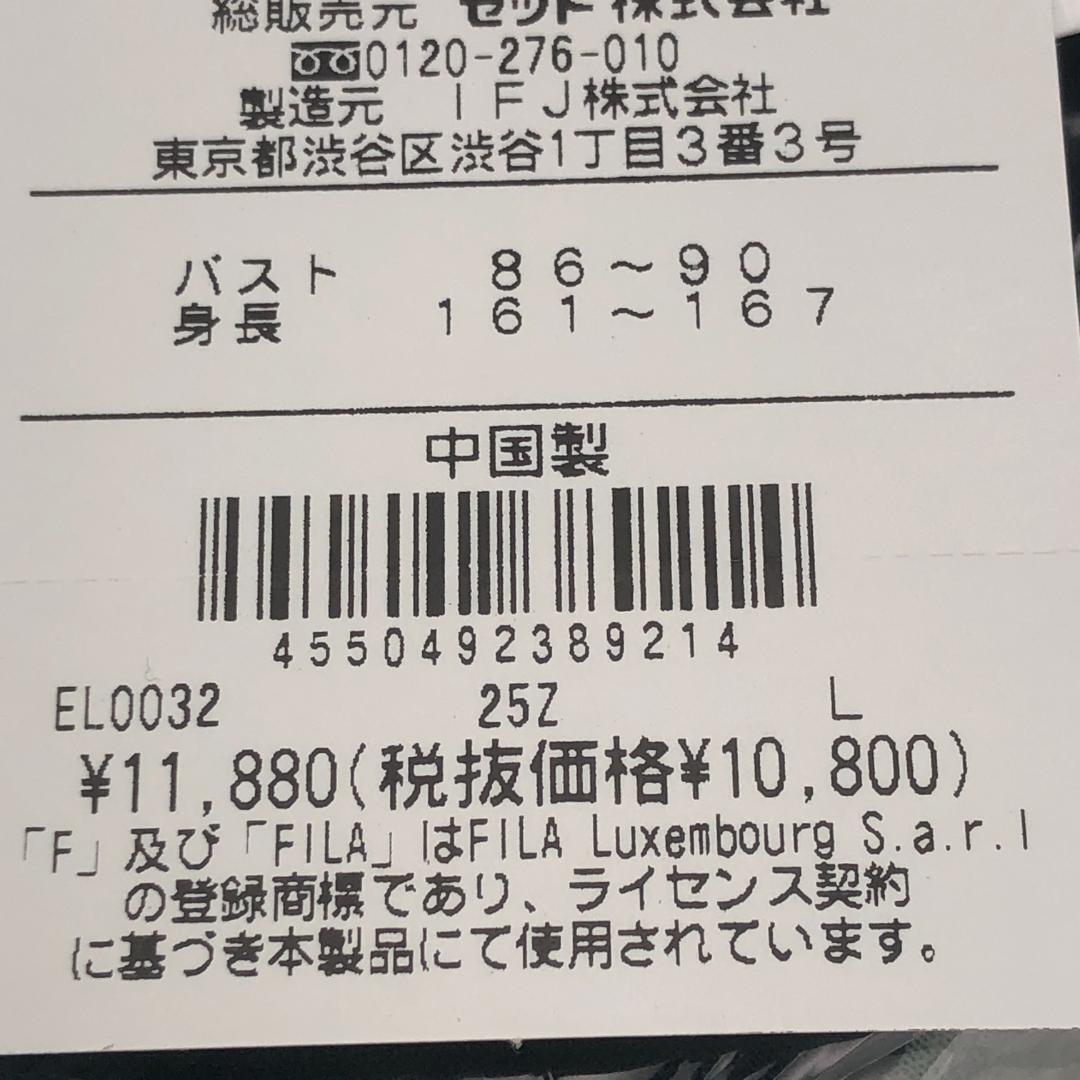 総販売元 ゼット株式会社
0120-276-010
製造元 IFJ株式会社
東京都渋谷区渋谷1丁目3番3号
バスト 86～90
身長 161～167
中国製
4550492389214
EL0032 25Z L
¥11,880(税抜価格¥10,800)
「F」及び「FILA」はFILA Luxembourg S.a.r.l
の登録商標であり、ライセンス契約
に基づき本製品にて使用されています。